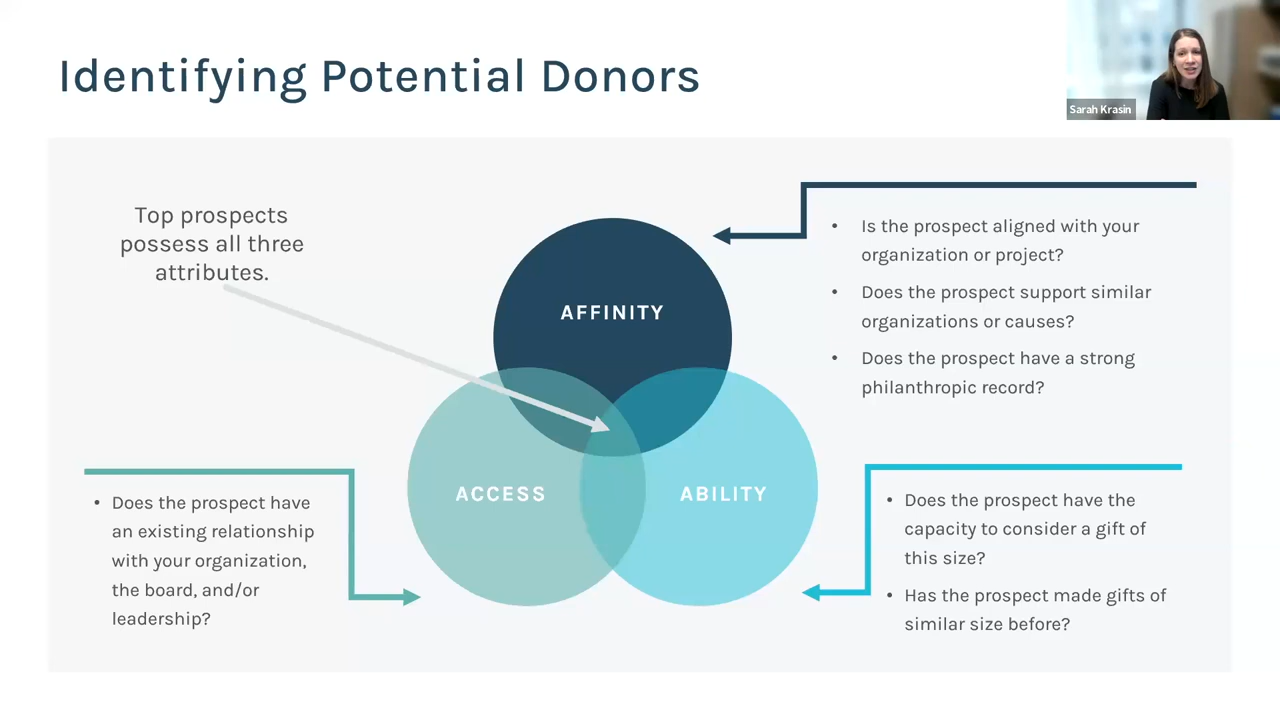 Identifying Potential Donors
Sarah Krasin
Top prospects
possess all three
attributes.
AFFINITY
• Is the prospect aligned with your
organization or project?
• Does the prospect support similar
organizations or causes?
• Does the prospect have a strong
philanthropic record?
ACCESS
ABILITY
• Does the prospect have
an existing relationship
with your organization,
the board, and/or
leadership?
• Does the prospect have the
capacity to consider a gift of
this size?
• Has the prospect made gifts of
similar size before?